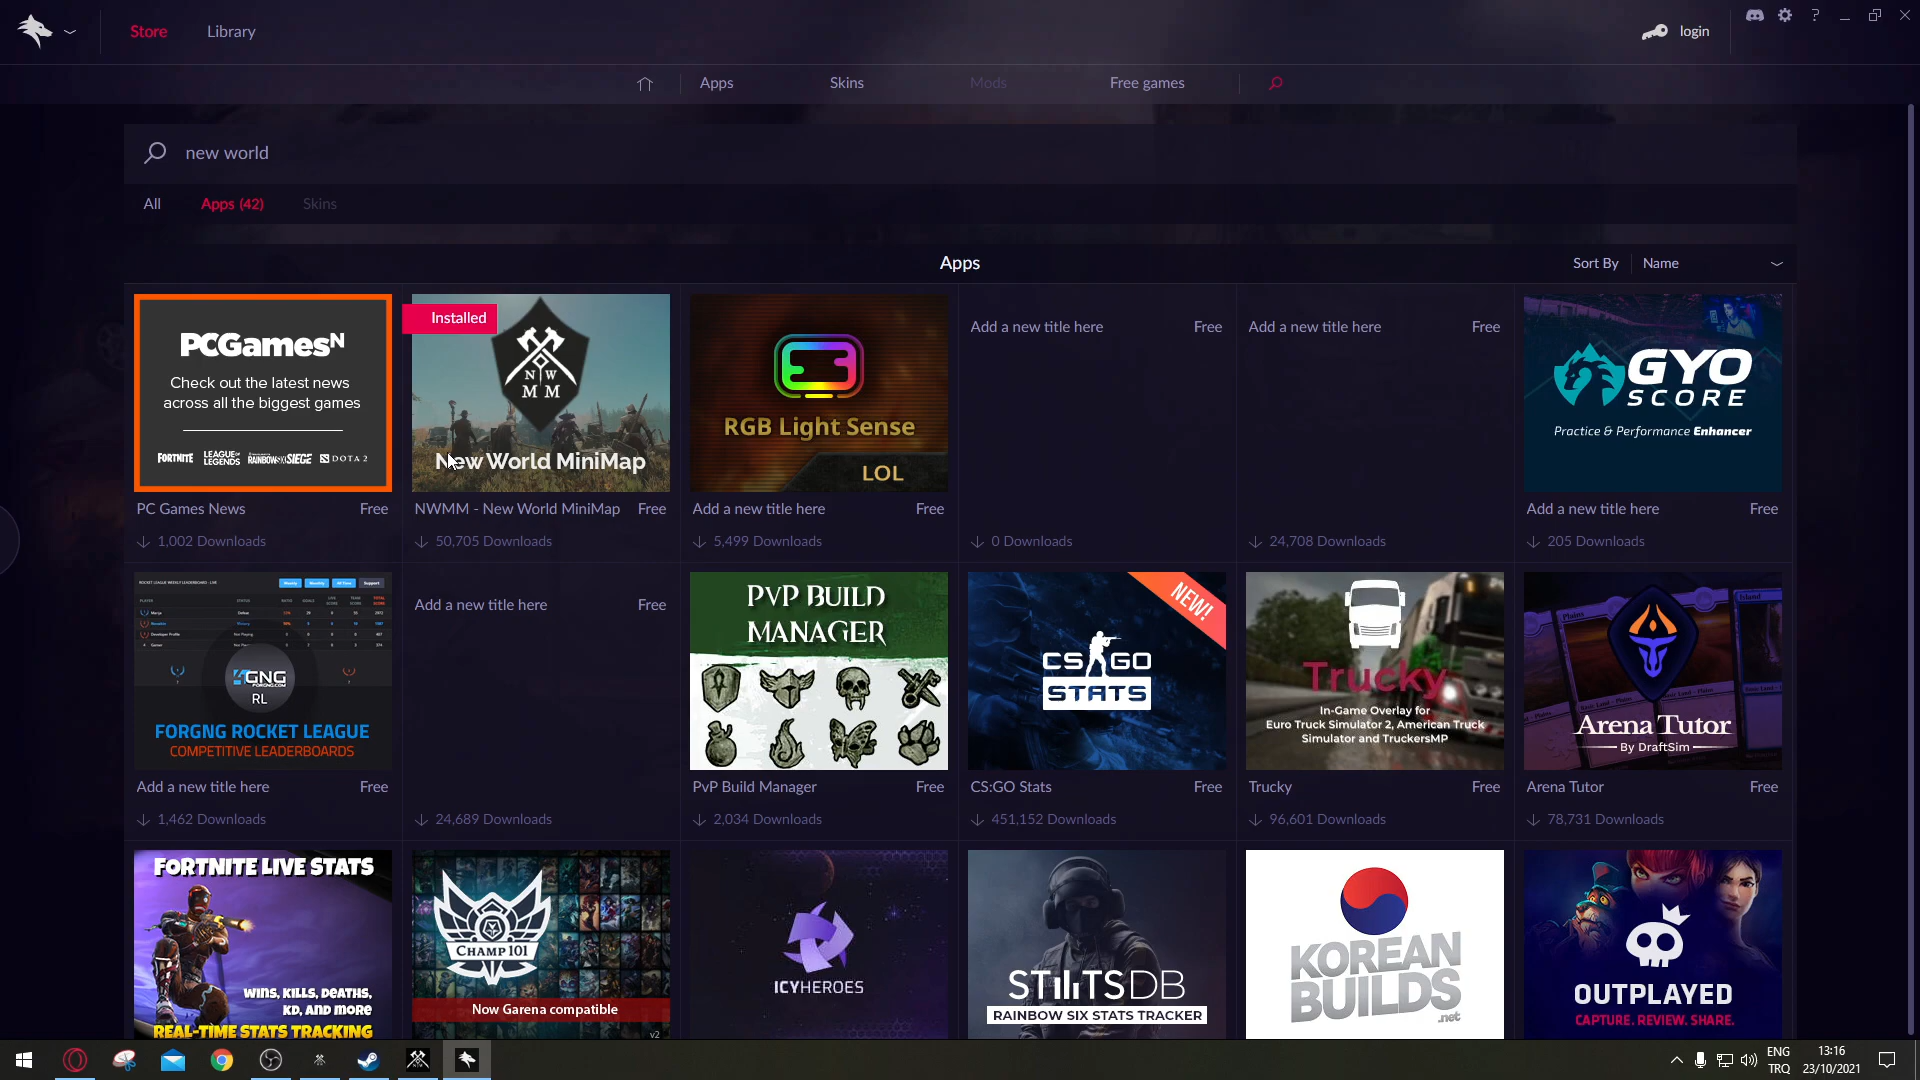 Store
Library
login
Apps
Skins
Mods
Free games
new world
All
Apps (42)
Skins
Apps
Sort By
Name
PCGamesN
Check out the latest news
across all the biggest games
FORTNITE
LEAGUE OF LEGENDS
RAINBOW SIX SIEGE
DOTA 2
PC Games News
Free
1,002 Downloads
Installed
N W
M M
New World MiniMap
NWMM - New World MiniMap
Free
50,705 Downloads
RGB Light Sense
LOL
Add a new title here
Free
5,499 Downloads
Add a new title here
Free
0 Downloads
Add a new title here
Free
24,708 Downloads
GYO
SCORE
Practice & Performance Enhancer
Add a new title here
Free
205 Downloads
4GNG
RL
FORGNG ROCKET LEAGUE
COMPETITIVE LEADERBOARDS
Add a new title here
Free
1,462 Downloads
Add a new title here
Free
24,689 Downloads
PVP BUILD
MANAGER
PvP Build Manager
Free
2,034 Downloads
NEW!
CS GO
STATS
CS:GO Stats
Free
451,152 Downloads
Trucky
In-Game Overlay for
Euro Truck Simulator 2, American Truck
Simulator and TruckersMP
Trucky
Free
96,601 Downloads
Arena Tutor
By DraftSim
Arena Tutor
Free
78,731 Downloads
FORTNITE LIVE STATS
WINS, KILLS, DEATHS,
KD, AND MORE
REAL-TIME STATS TRACKING
CHAMP 101
Now Garena compatible
v2
ICYHEROES
STATSDB
RAINBOW SIX STATS TRACKER
KOREAN
BUILDS
.net
OUTPLAYED
CAPTURE. REVIEW. SHARE.
ENG
TRQ
13:16
23/10/2021